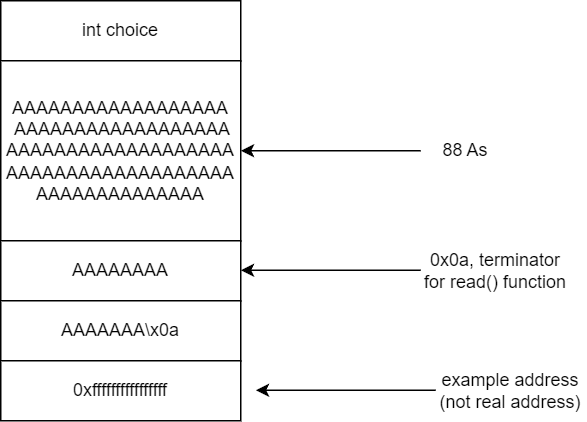 int choice
AAAAAAAAAAAAAAAAAA
AAAAAAAAAAAAAAAAAA
AAAAAAAAAAAAAAAAAAA
AAAAAAAAAAAAAAAAAAA
AAAAAAAAAAAAAA
88 As
AAAAAAAA
0x0a, terminator
for read() function
AAAAAAA\x0a
0xffffffffffffffff
example address
(not real address)